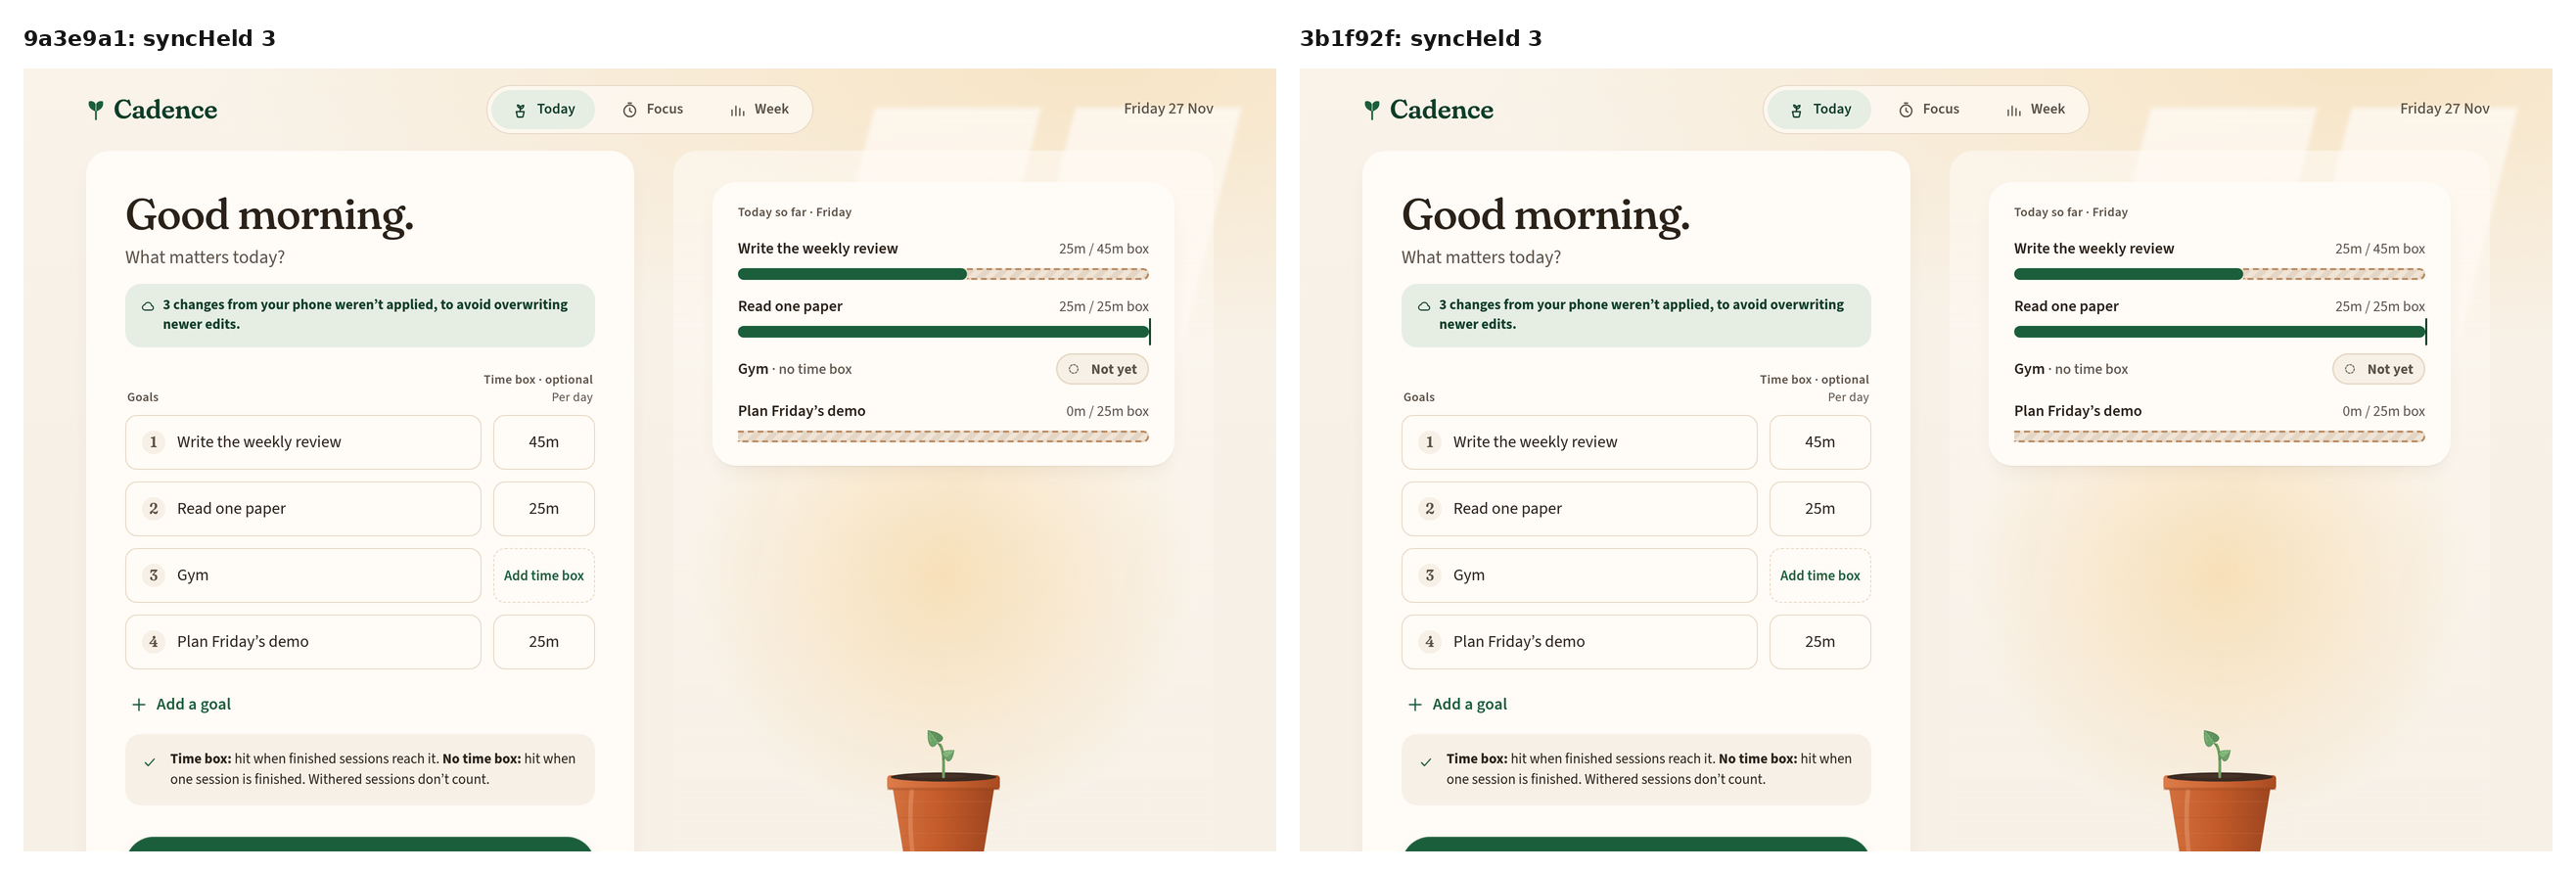 9a3e9a1: syncHeld 3
Cadence
Today
Focus
Week
Friday 27 Nov
Good morning.
What matters today?
3 changes from your phone weren’t applied, to avoid overwriting
newer edits.
Time box · optional
Goals
Per day
1 Write the weekly review 45m
2 Read one paper 25m
3 Gym Add time box
4 Plan Friday’s demo 25m
Add a goal
Time box: hit when finished sessions reach it. No time box: hit when
one session is finished. Withered sessions don’t count.
Today so far · Friday
Write the weekly review 25m / 45m box
Read one paper 25m / 25m box
Gym · no time box Not yet
Plan Friday’s demo 0m / 25m box
3b1f92f: syncHeld 3
Cadence
Today
Focus
Week
Friday 27 Nov
Good morning.
What matters today?
3 changes from your phone weren’t applied, to avoid overwriting
newer edits.
Time box · optional
Goals
Per day
1 Write the weekly review 45m
2 Read one paper 25m
3 Gym Add time box
4 Plan Friday’s demo 25m
Add a goal
Time box: hit when finished sessions reach it. No time box: hit when
one session is finished. Withered sessions don’t count.
Today so far · Friday
Write the weekly review 25m / 45m box
Read one paper 25m / 25m box
Gym · no time box Not yet
Plan Friday’s demo 0m / 25m box